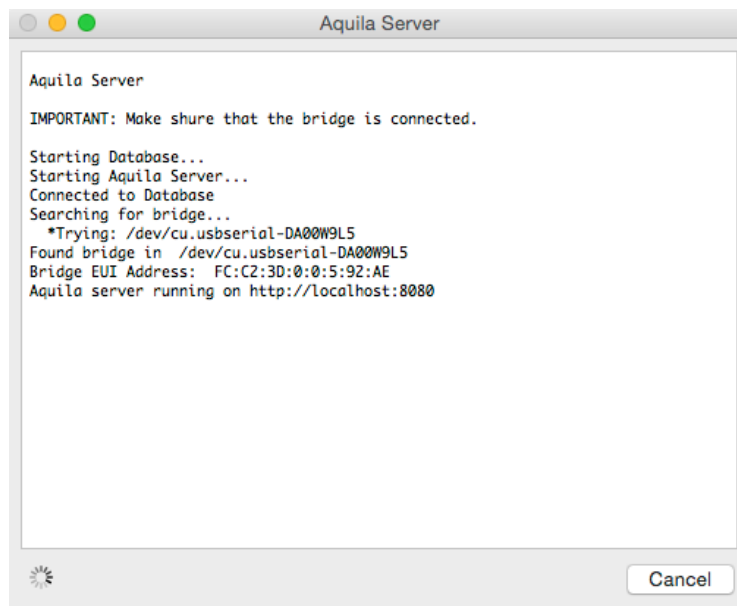 Aquila Server
Aquila Server
IMPORTANT: Make shure that the bridge is connected.
Starting Database...
Starting Aquila Server...
Connected to Database
Searching for bridge...
*Trying: /dev/cu.usbserial-DA00W9L5
Found bridge in  /dev/cu.usbserial-DA00W9L5
Bridge EUI Address:  FC:C2:3D:0:0:5:92:AE
Aquila server running on http://localhost:8080
Cancel